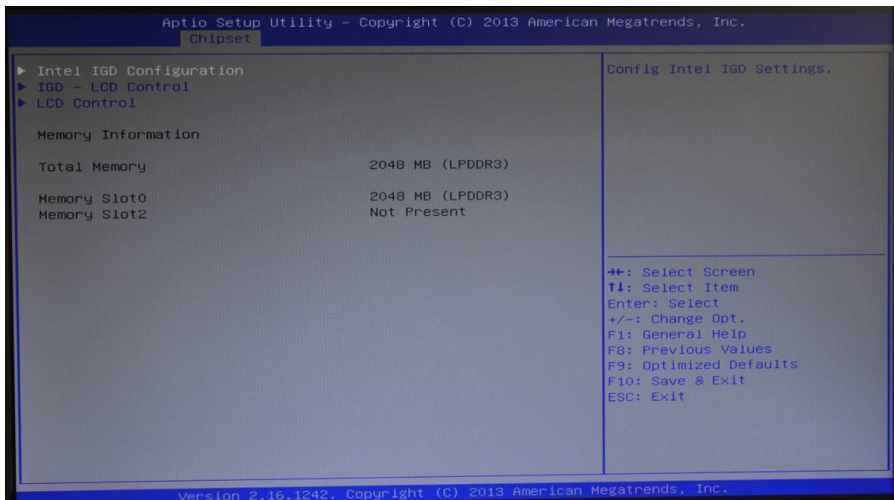 Aptio Setup Utility - Copyright (C) 2013 American Megatrends, Inc.
Chipset
▶ Intel IGD Configuration
▶ IGD - LCD Control
▶ LCD Control
Memory Information
Total Memory 2048 MB (LPDDR3)
Memory Slot0 2048 MB (LPDDR3)
Memory Slot2 Not Present
Config Intel IGD Settings.
→←: Select Screen
↑↓: Select Item
Enter: Select
+/-: Change Opt.
F1: General Help
F8: Previous Values
F9: Optimized Defaults
F10: Save & Exit
ESC: Exit
Version 2.16.1242. Copyright (C) 2013 American Megatrends, Inc.